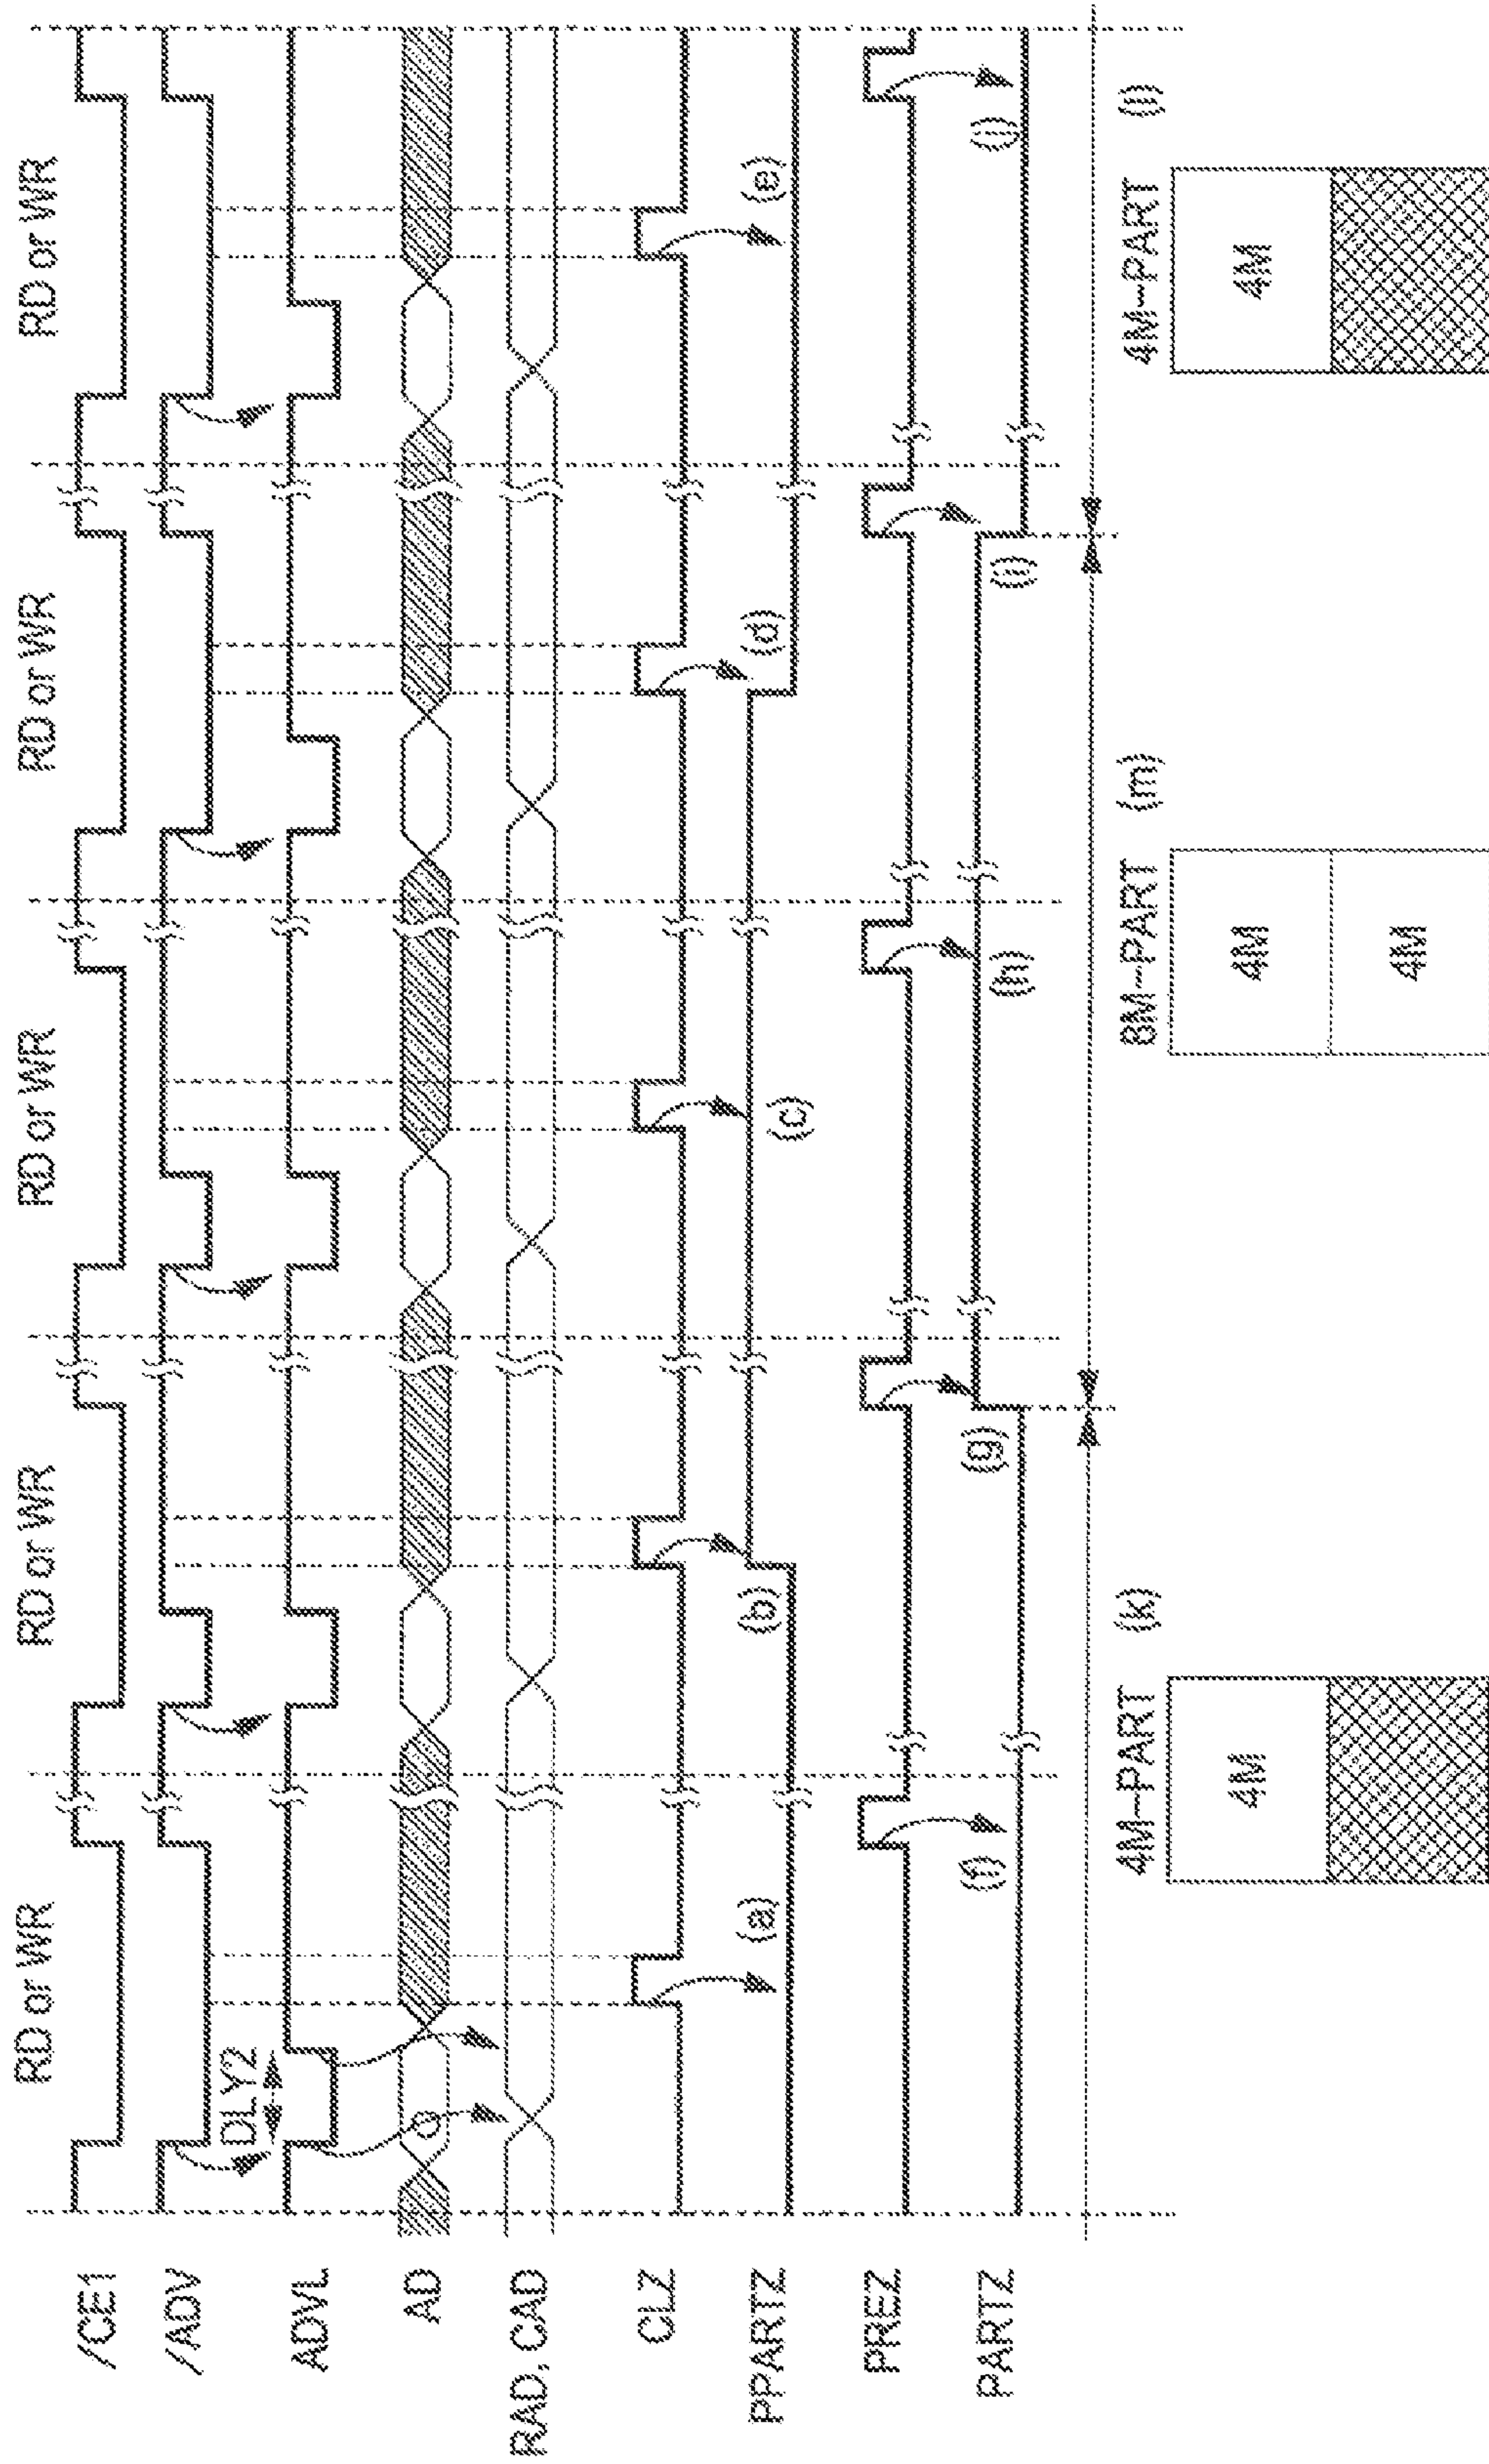 RD or WR
RD or WR
RD or WR
RD or WR
RD or WR
/CE1
/ADV
DLY2
ADVL
AD
RAD, CAD
CLZ
(a)
(b)
(c)
(d)
(e)
PPARTZ
PREZ
(f)
(g)
(h)
(i)
(j)
PARTZ
(k)
(m)
(l)
4M-PART
8M-PART
4M-PART
4M
4M
4M
4M